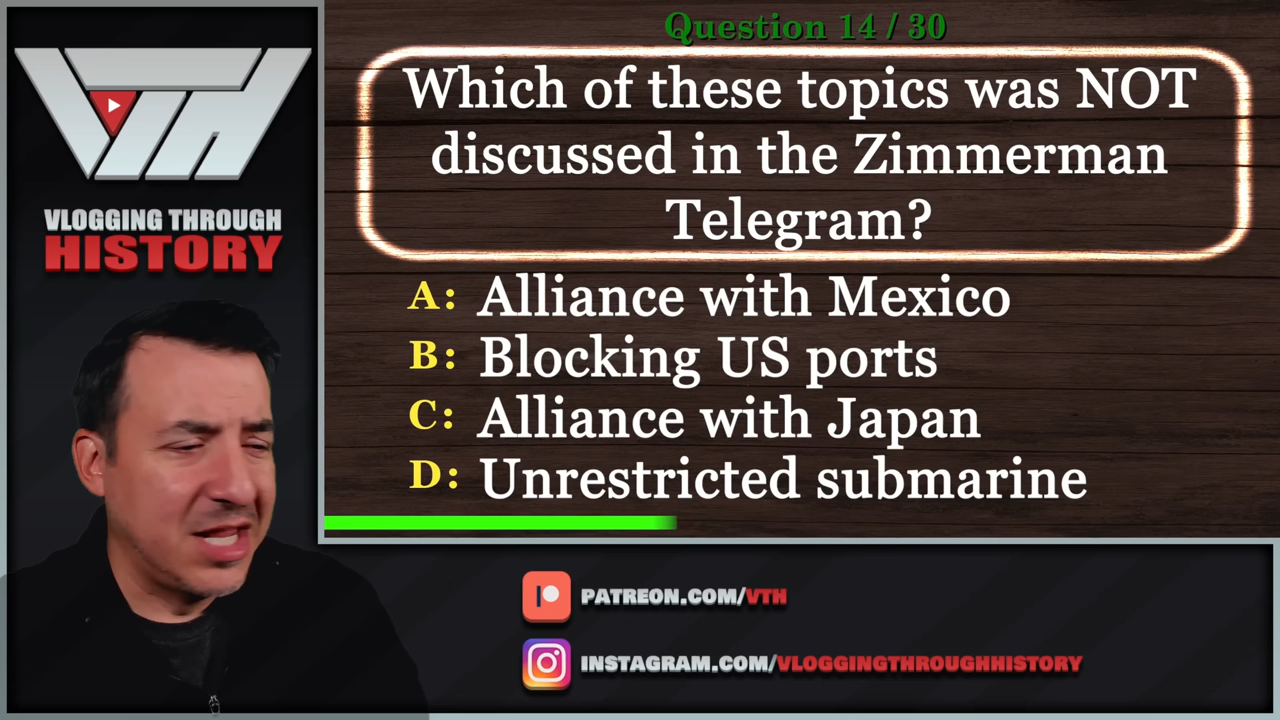 Question 14 / 30
Which of these topics was NOT
discussed in the Zimmerman
Telegram?
A: Alliance with Mexico
B: Blocking US ports
C: Alliance with Japan
D: Unrestricted submarine
VTH
VLOGGING THROUGH
HISTORY
PATREON.COM/VTH
INSTAGRAM.COM/VLOGGINGTHROUGHHISTORY